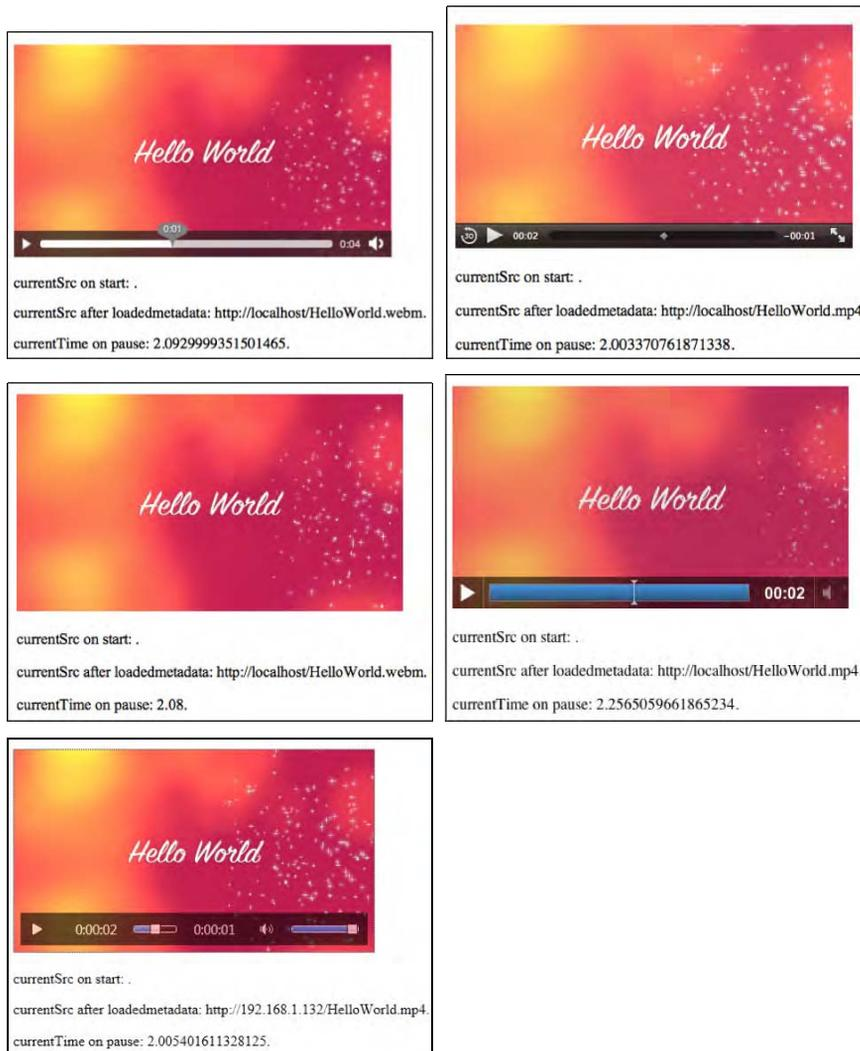 Hello World
0:01
0:04
currentSrc on start: .
currentSrc after loadedmetadata: http://localhost/HelloWorld.webm.
currentTime on pause: 2.0929999351501465.
Hello World
30
00:02
-00:01
currentSrc on start: .
currentSrc after loadedmetadata: http://localhost/HelloWorld.mp4
currentTime on pause: 2.003370761871338.
Hello World
currentSrc on start: .
currentSrc after loadedmetadata: http://localhost/HelloWorld.webm.
currentTime on pause: 2.08.
Hello World
00:02
currentSrc on start: .
currentSrc after loadedmetadata: http://localhost/HelloWorld.mp4
currentTime on pause: 2.2565059661865234.
Hello World
0:00:02
0:00:01
currentSrc on start: .
currentSrc after loadedmetadata: http://192.168.1.132/HelloWorld.mp4.
currentTime on pause: 2.005401611328125.